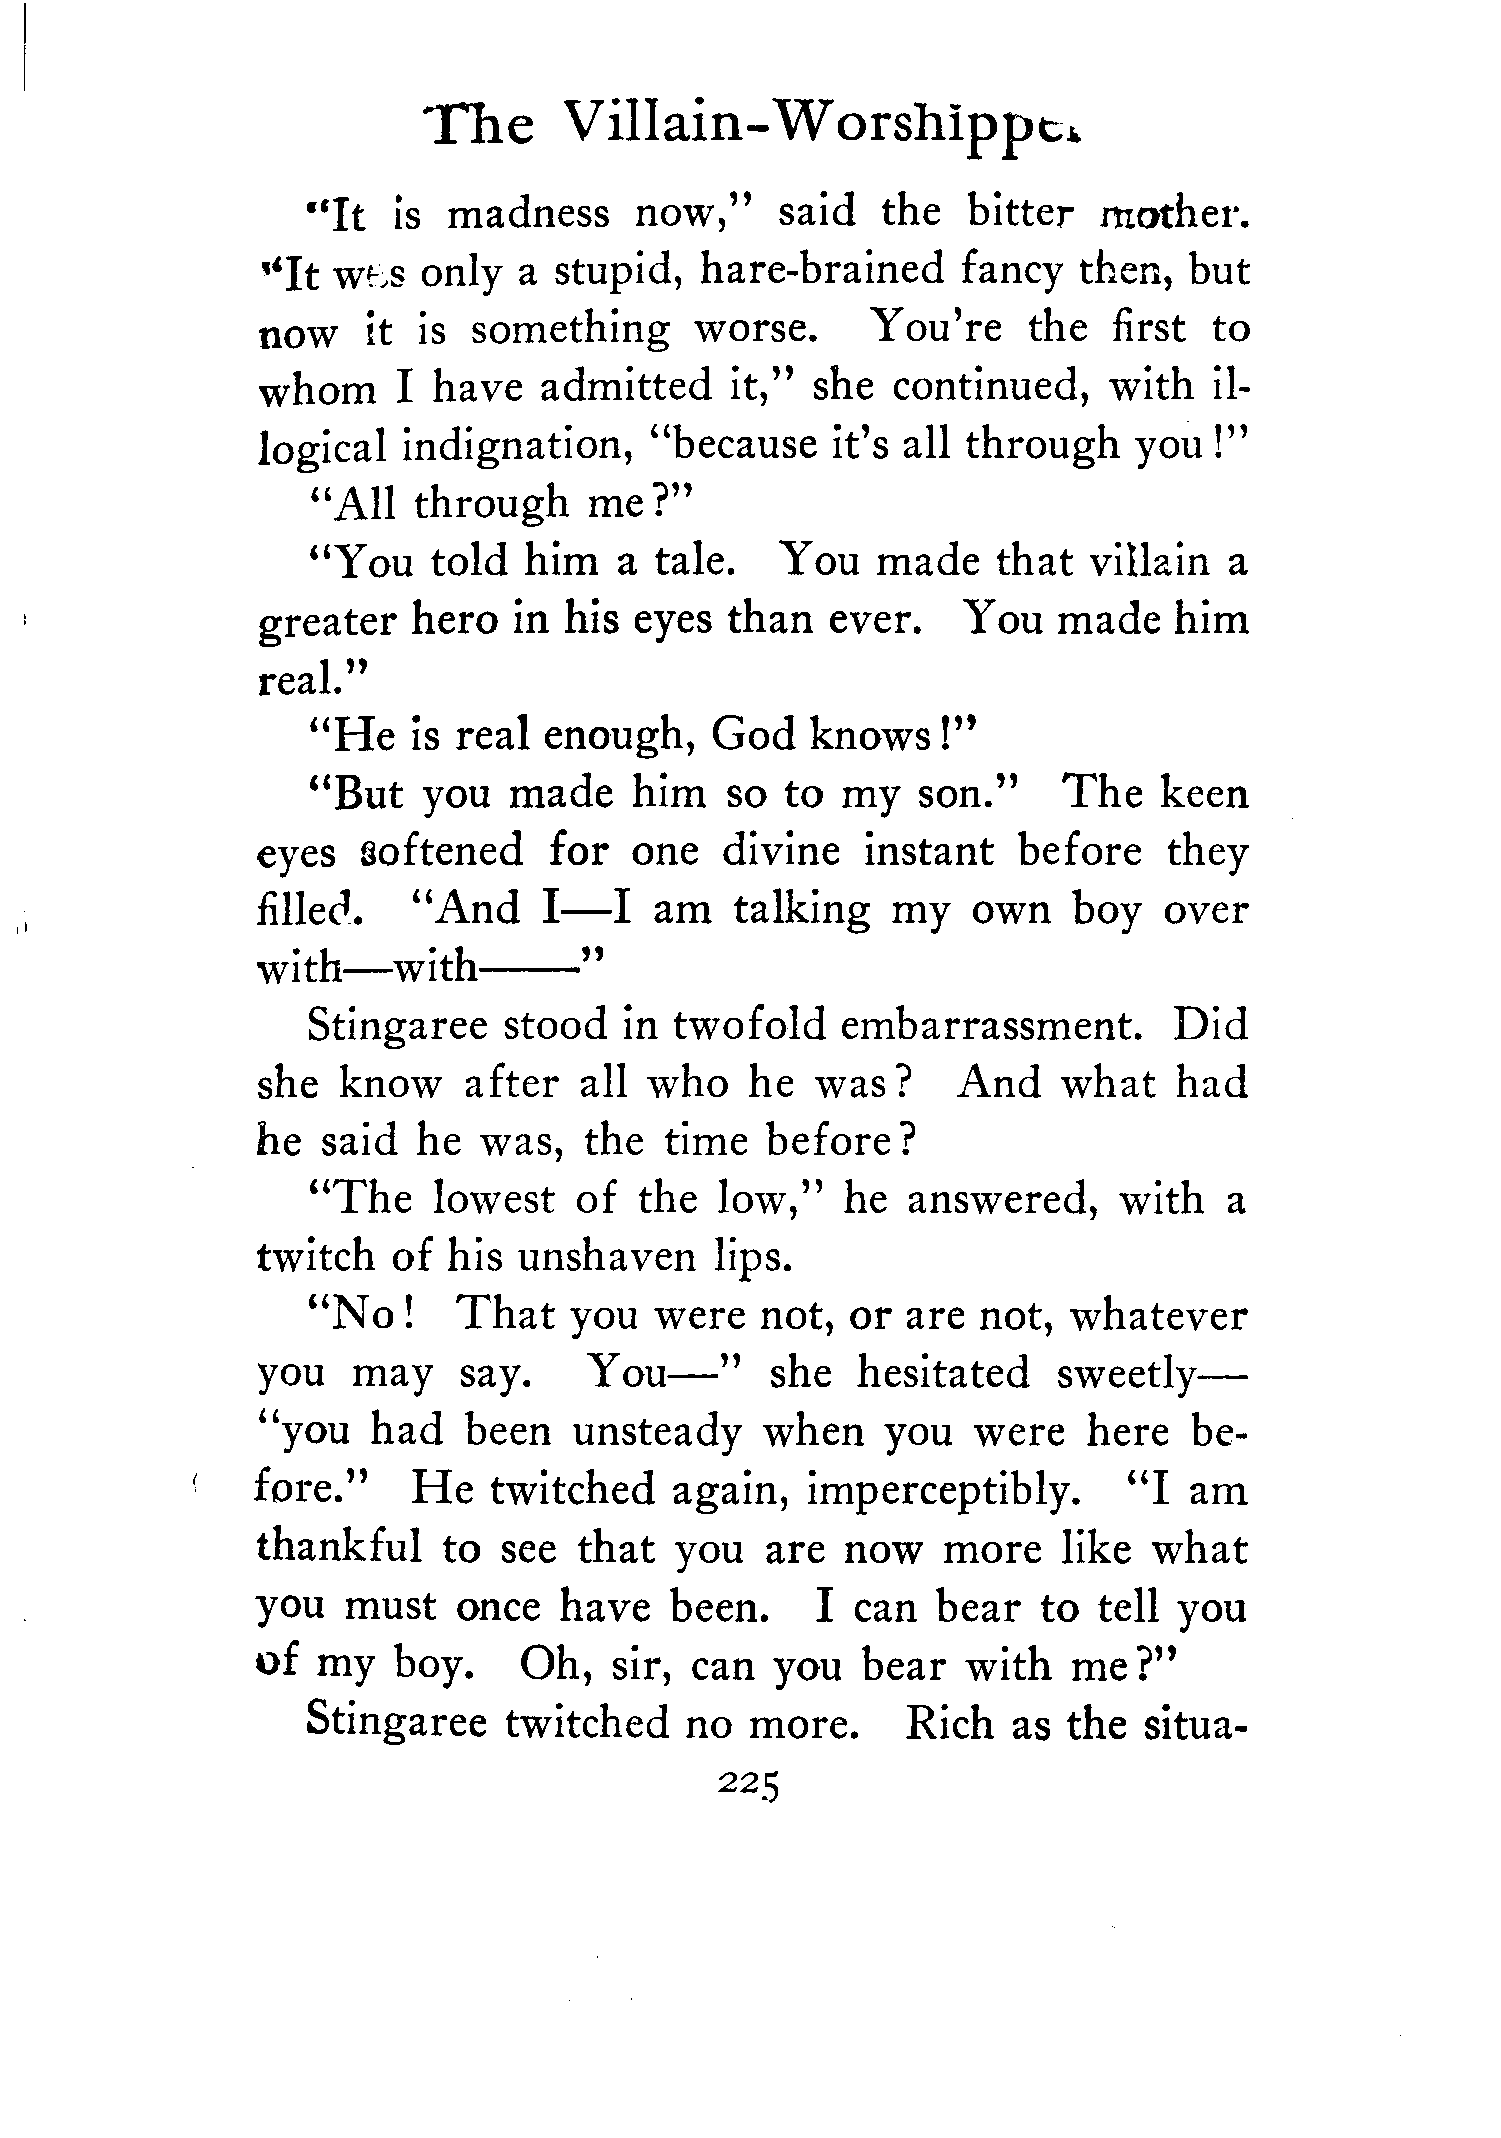 The Villain-Worshipper
"It is madness now," said the bitter mother.
"It was only a stupid, hare-brained fancy then, but
now it is something worse. You're the first to
whom I have admitted it," she continued, with il-
logical indignation, "because it's all through you!"
"All through me?"
"You told him a tale. You made that villain a
greater hero in his eyes than ever. You made him
real."
"He is real enough, God knows!"
"But you made him so to my son." The keen
eyes softened for one divine instant before they
filled. "And I—I am talking my own boy over
with—with——"
Stingaree stood in twofold embarrassment. Did
she know after all who he was? And what had
he said he was, the time before?
"The lowest of the low," he answered, with a
twitch of his unshaven lips.
"No! That you were not, or are not, whatever
you may say. You—" she hesitated sweetly—
"you had been unsteady when you were here be-
fore." He twitched again, imperceptibly. "I am
thankful to see that you are now more like what
you must once have been. I can bear to tell you
of my boy. Oh, sir, can you bear with me?"
Stingaree twitched no more. Rich as the situa-
225